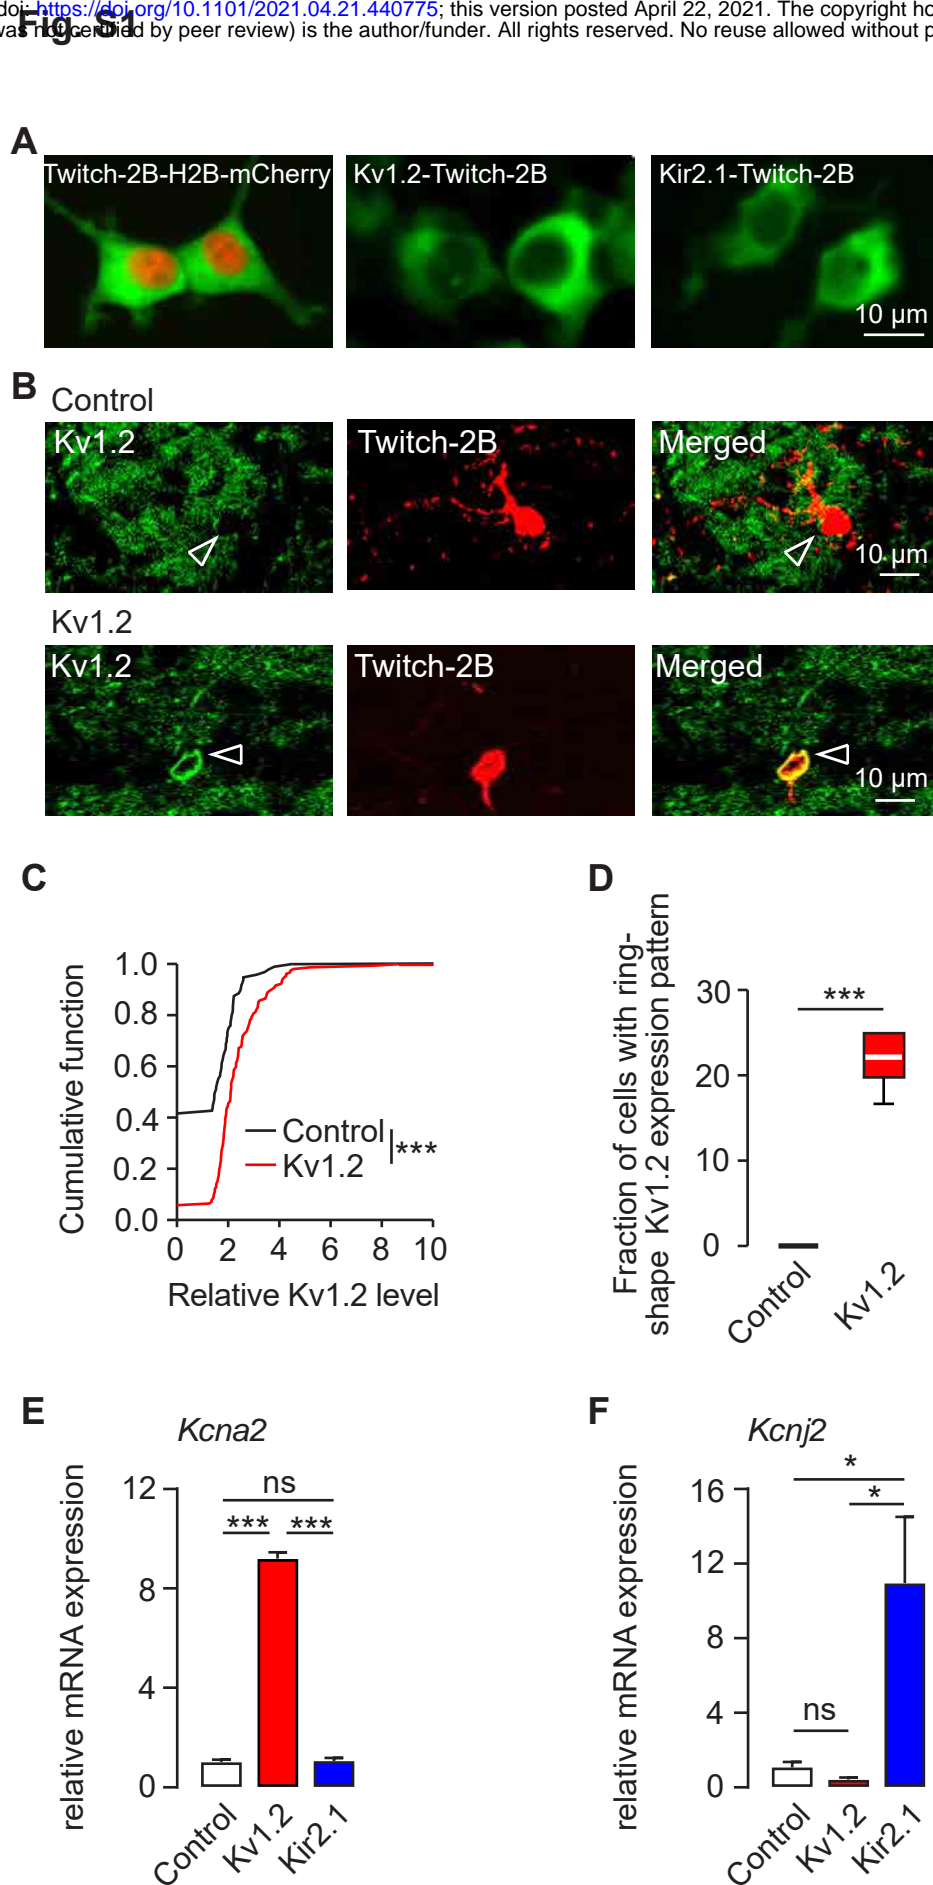 doi: https://doi.org/10.1101/2021.04.21.440775; this version posted April 22, 2021. The copyright ho
was not certified by peer review) is the author/funder. All rights reserved. No reuse allowed without p
Fig. S1
A
Twitch-2B-H2B-mCherry
Kv1.2-Twitch-2B
Kir2.1-Twitch-2B
10 µm
B
Control
Kv1.2
Twitch-2B
Merged
10 µm
Kv1.2
Kv1.2
Twitch-2B
Merged
10 µm
C
Cumulative function
1.0
0.8
0.6
0.4
0.2
0.0
Control
Kv1.2
***
0 2 4 6 8 10
Relative Kv1.2 level
D
Fraction of cells with ring-
shape Kv1.2 expression pattern
30
20
10
0
***
Control
Kv1.2
E
Kcna2
relative mRNA expression
12
8
4
0
ns
*** ***
Control
Kv1.2
Kir2.1
F
Kcnj2
relative mRNA expression
16
12
8
4
0
*
*
ns
Control
Kv1.2
Kir2.1